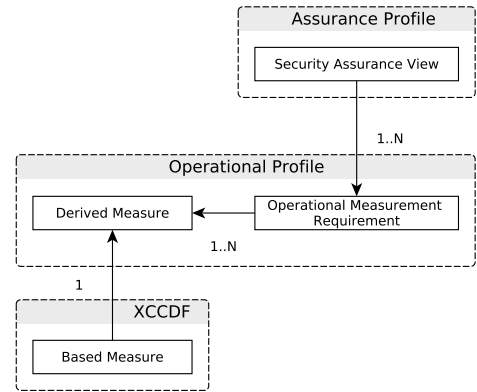 Assurance Profile
Security Assurance View
1..N
Operational Profile
Derived Measure
Operational Measurement
Requirement
1..N
1
XCCDF
Based Measure